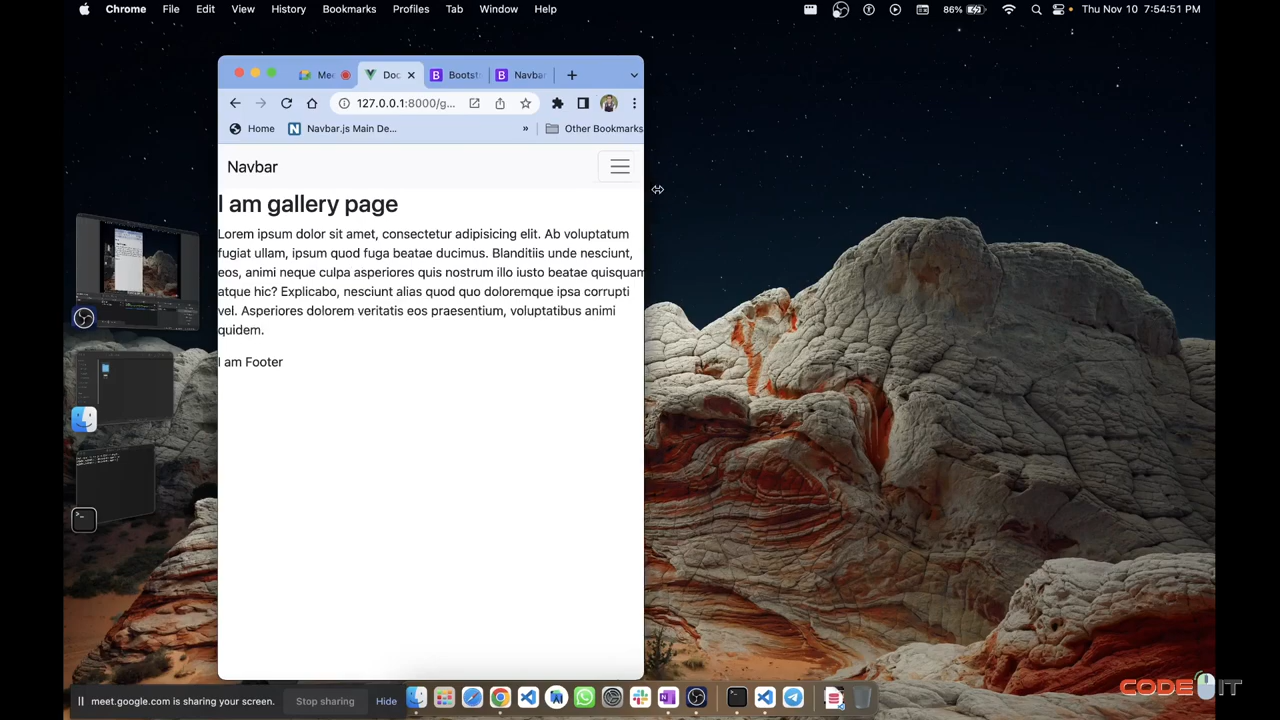 Chrome File Edit View History Bookmarks Profiles Tab Window Help 86% Thu Nov 10 7:54:51 PM
Mee Doc Bootst Navbar
127.0.0.1:8000/g...
Home Navbar.js Main De... » Other Bookmarks
Navbar
I am gallery page
Lorem ipsum dolor sit amet, consectetur adipisicing elit. Ab voluptatum
fugiat ullam, ipsum quod fuga beatae ducimus. Blanditiis unde nesciunt,
eos, animi neque culpa asperiores quis nostrum illo iusto beatae quisquam
atque hic? Explicabo, nesciunt alias quod quo doloremque ipsa corrupti
vel. Asperiores dolorem veritatis eos praesentium, voluptatibus animi
quidem.
I am Footer
meet.google.com is sharing your screen. Stop sharing Hide
CODE IT